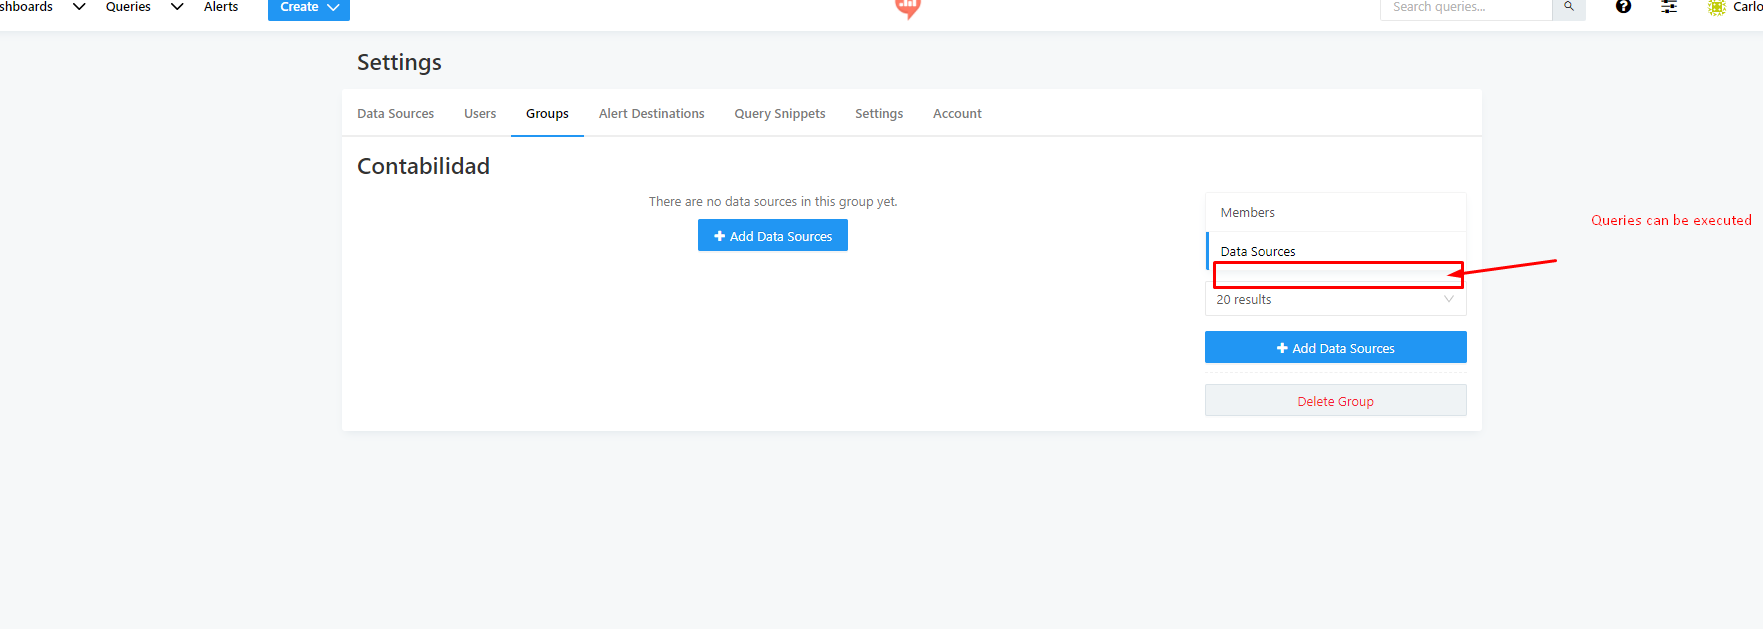 shboards Queries Alerts Create Search queries... Carlo
Settings
Data Sources Users Groups Alert Destinations Query Snippets Settings Account
Contabilidad
There are no data sources in this group yet.
+ Add Data Sources
Members
Data Sources
20 results
+ Add Data Sources
Delete Group
Queries can be executed